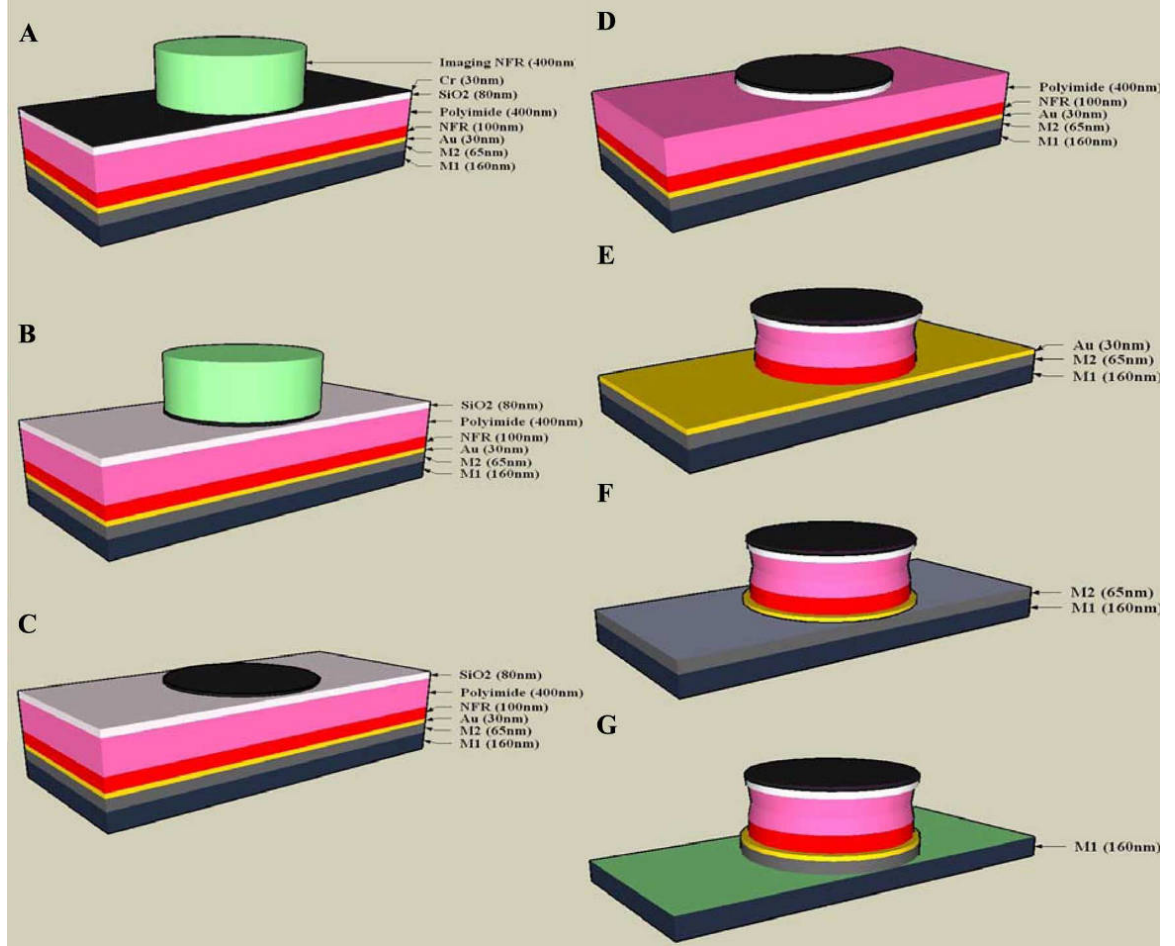 A
Imaging NFR (400nm
Cr (30nm)
SiO2 (80nm)
Polyimide (400nm)
NFR (100nm)
Au (30nm)
M2 (65nm)
M1 (160nm)
B
SiO2 (80nm)
Polyimide (400nm)
NFR (100nm)
Au (30nm)
M2 (65nm)
M1 (160nm)
C
SiO2 (80nm)
Polyimide (400nm)
NFR (100nm)
Au (30nm)
M2 (65nm)
M1 (160nm)
D
Polyimide (400nm)
NFR (100nm)
Au (30nm)
M2 (65nm)
M1 (160nm)
E
Au (30nm)
M2 (65nm)
M1 (160nm)
F
M2 (65nm)
M1 (160nm)
G
M1 (160nm)